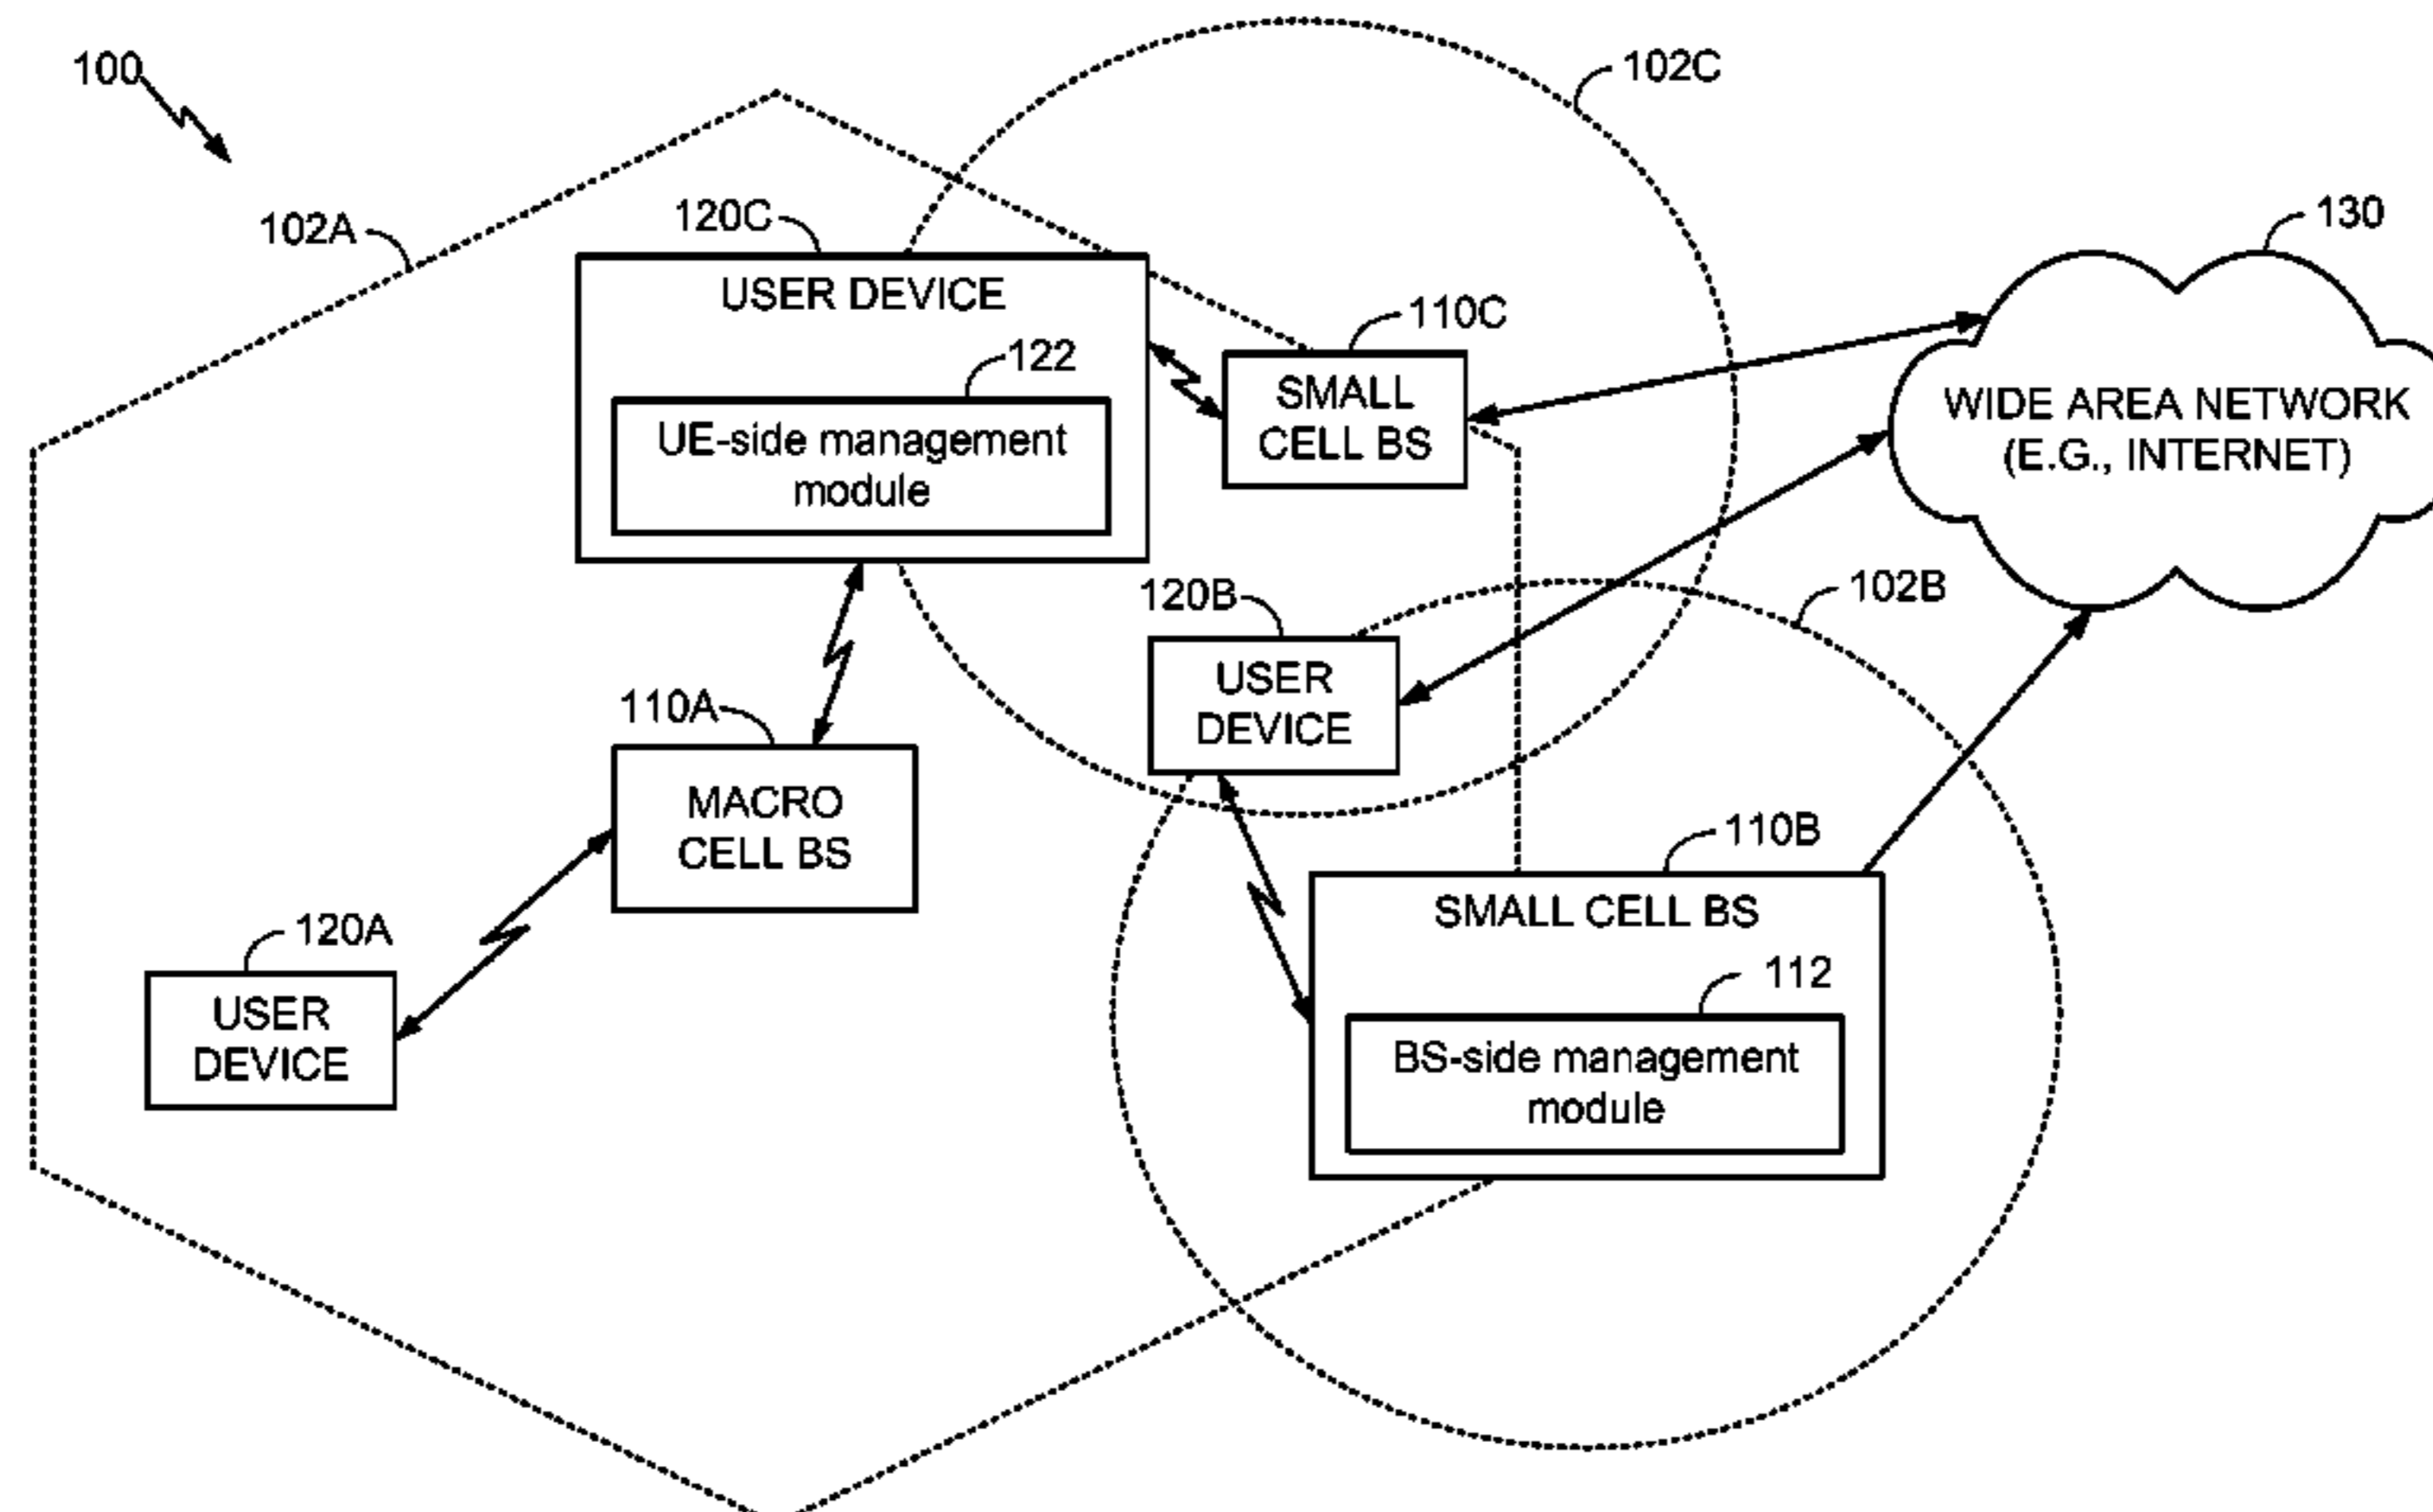 100
102C
102A
120C
130
USER DEVICE
110C
122
UE-side management
module
SMALL
CELL BS
WIDE AREA NETWORK
(E.G., INTERNET)
120B
102B
USER
DEVICE
110A
MACRO
CELL BS
110B
SMALL CELL BS
120A
112
USER
DEVICE
BS-side management
module